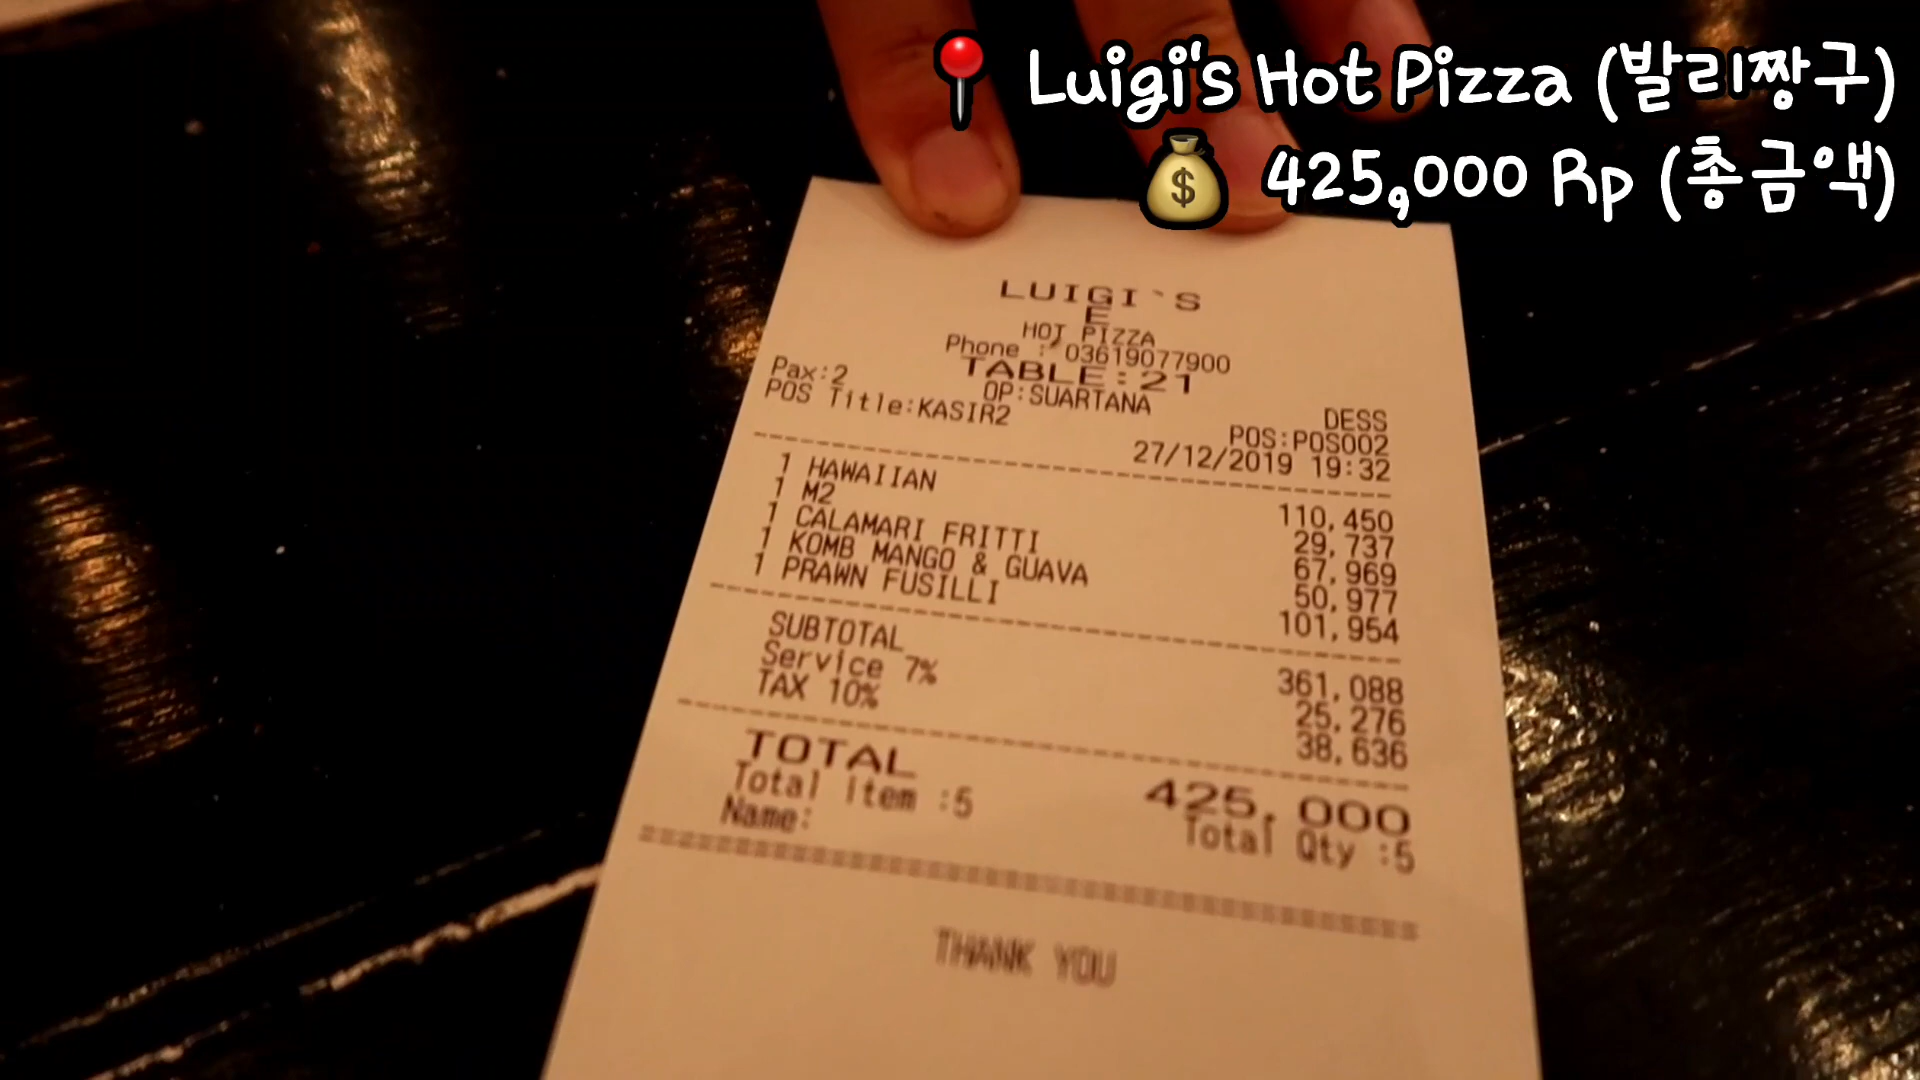 Luigi's Hot Pizza (발리짱구)
425,000 Rp (총금액)
LUIGI`S
E
HOT PIZZA
Phone : 03619077900
TABLE:21
Pax:2
OP:SUARTANA
DESS
POS Title:KASIR2
POS:POS002
27/12/2019 19:32
1 HAWAIIAN 110,450
1 M2 29,737
1 CALAMARI FRITTI 67,969
1 KOMB MANGO & GUAVA 50,977
1 PRAWN FUSILLI 101,954
SUBTOTAL 361,088
Service 7% 25,276
TAX 10% 38,636
TOTAL 425,000
Total item :5 Total Qty :5
Name:
THANK YOU